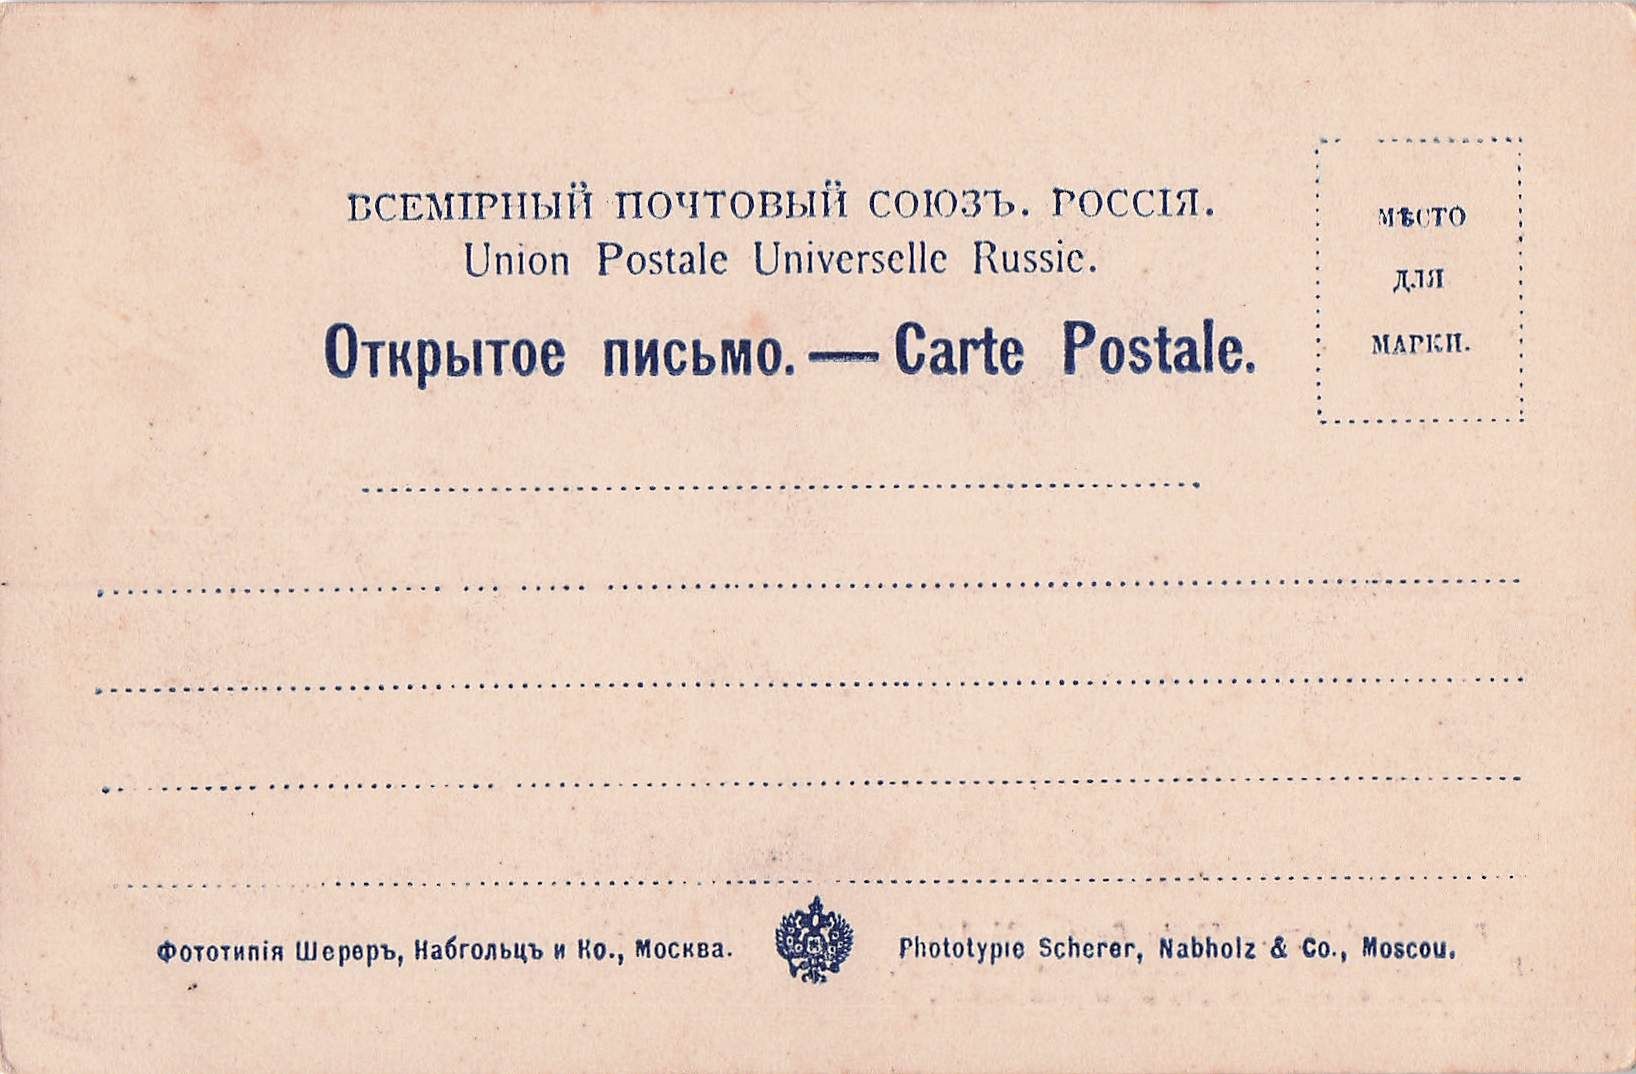 ВСЕМІРНЫЙ ПОЧТОВЫЙ СОЮЗЪ. РОССІЯ.
Union Postale Universelle Russie.
Открытое письмо. — Carte Postale.
МѢСТО
ДЛЯ
МАРКИ.
Фототипія Шереръ, Набгольцъ и Ко., Москва.
Phototypie Scherer, Nabholz & Co., Moscou.